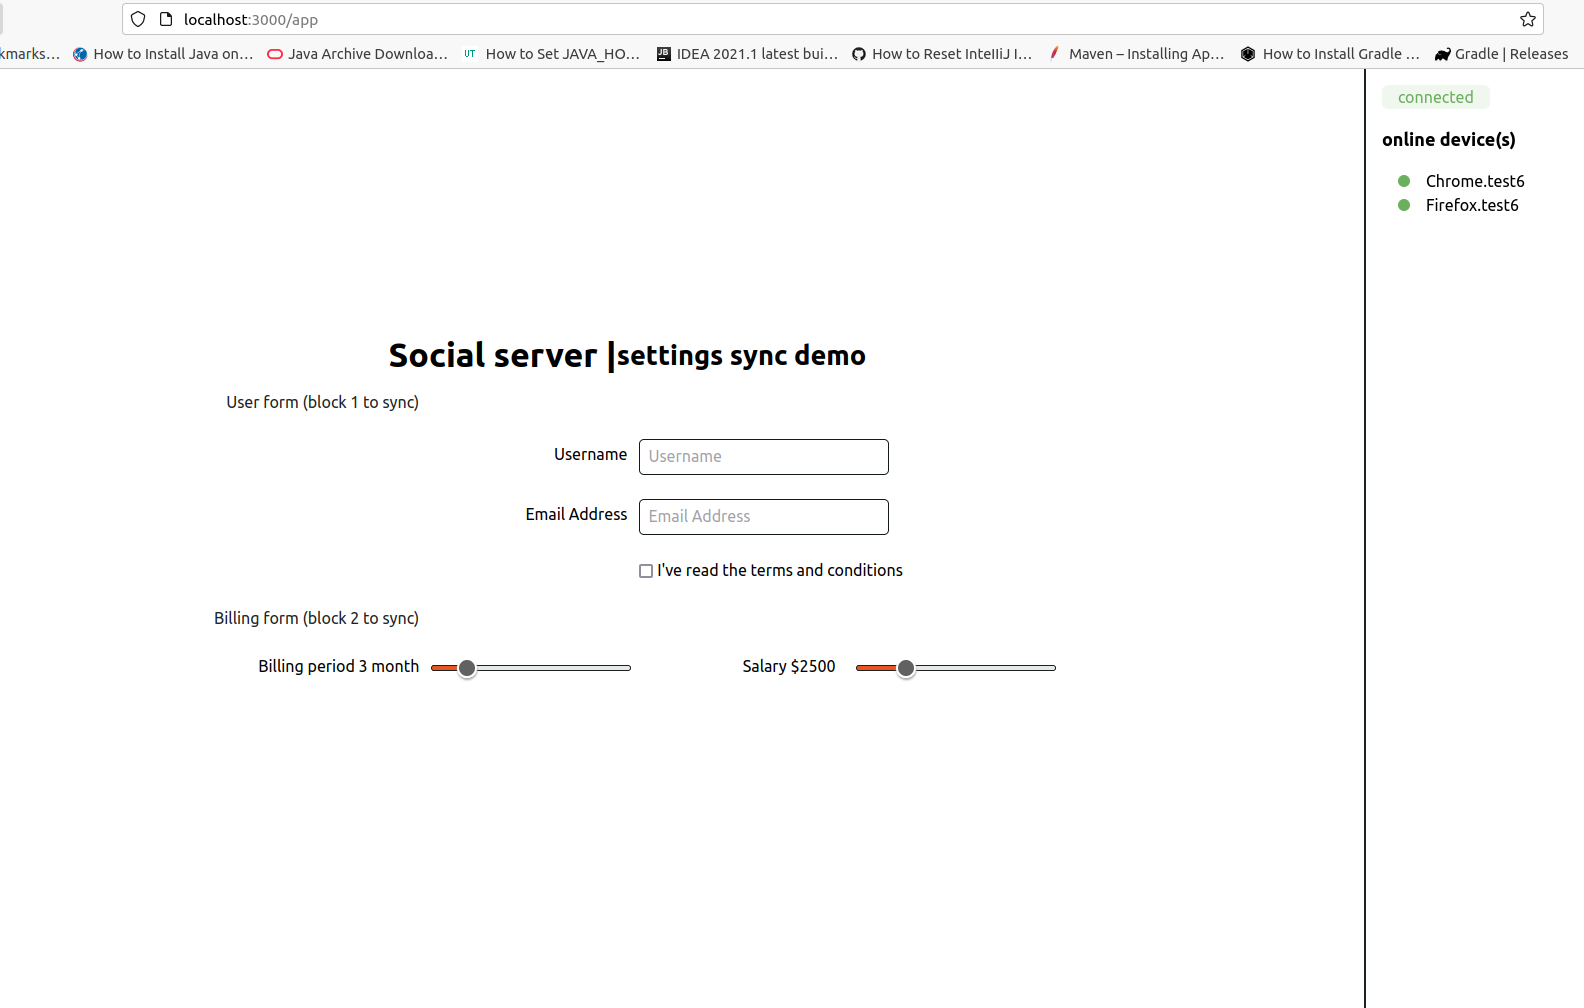 localhost:3000/app
kmarks… How to Install Java on… Java Archive Downloa… UT How to Set JAVA_HO… JB IDEA 2021.1 latest bui… How to Reset IntelliJ I… Maven – Installing Ap… How to Install Gradle … Gradle | Releases
connected
online device(s)
Chrome.test6
Firefox.test6
Social server |settings sync demo
User form (block 1 to sync)
Username Username
Email Address Email Address
I've read the terms and conditions
Billing form (block 2 to sync)
Billing period 3 month Salary $2500